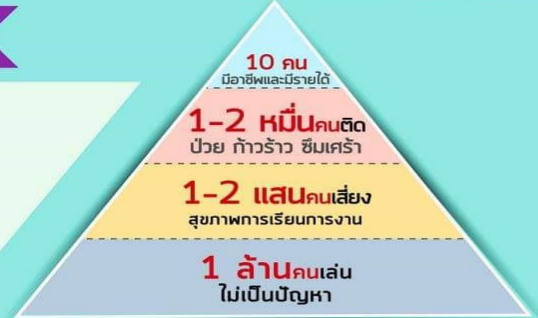 10 คน
มีอาชีพและมีรายได้
1-2 หมื่นคนติด
ป่วย ก้าวร้าว ซึมเศร้า
1-2 แสนคนเสี่ยง
สุขภาพการเรียนการงาน
1 ล้านคนเล่น
ไม่เป็นปัญหา